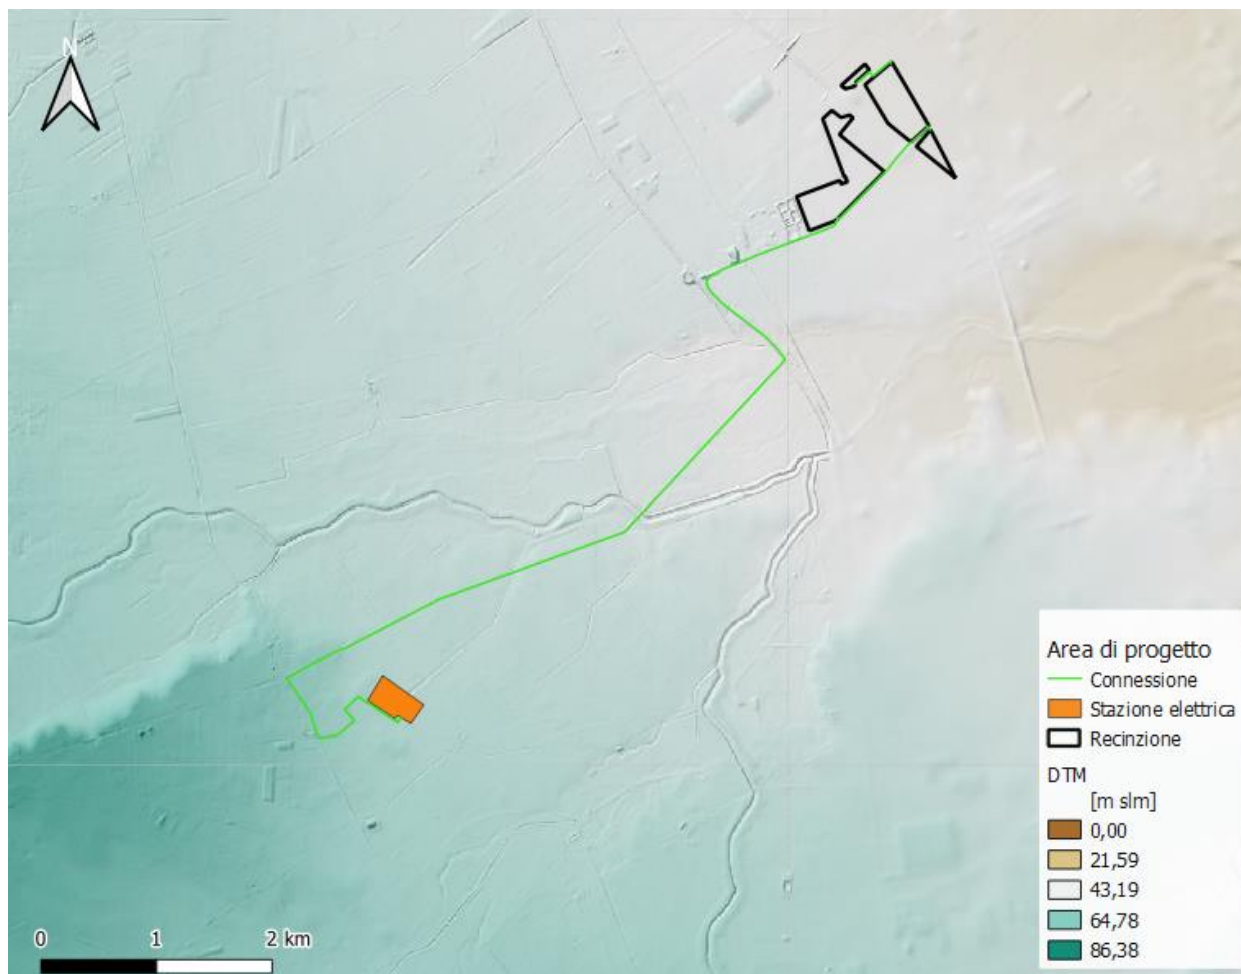 N
Area di progetto
Connessione
Stazione elettrica
Recinzione
DTM
[m slm]
0,00
21,59
43,19
64,78
86,38
0 1 2 km